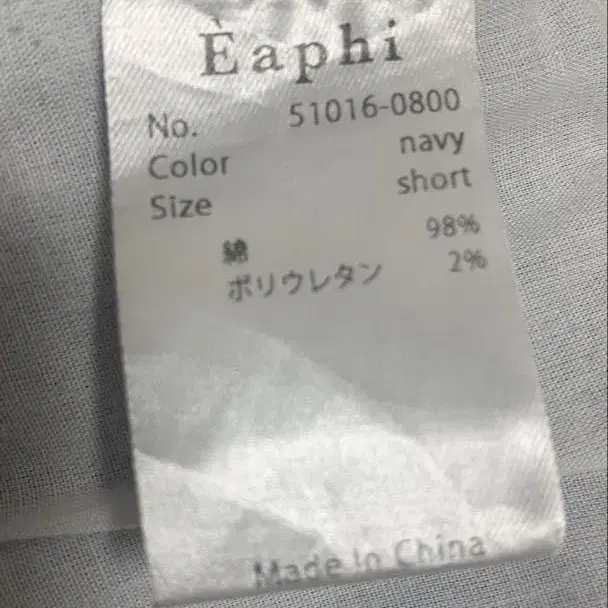 Èaphi
No. 51016-0800
Color navy
Size short
綿 98%
ポリウレタン 2%
Made In China